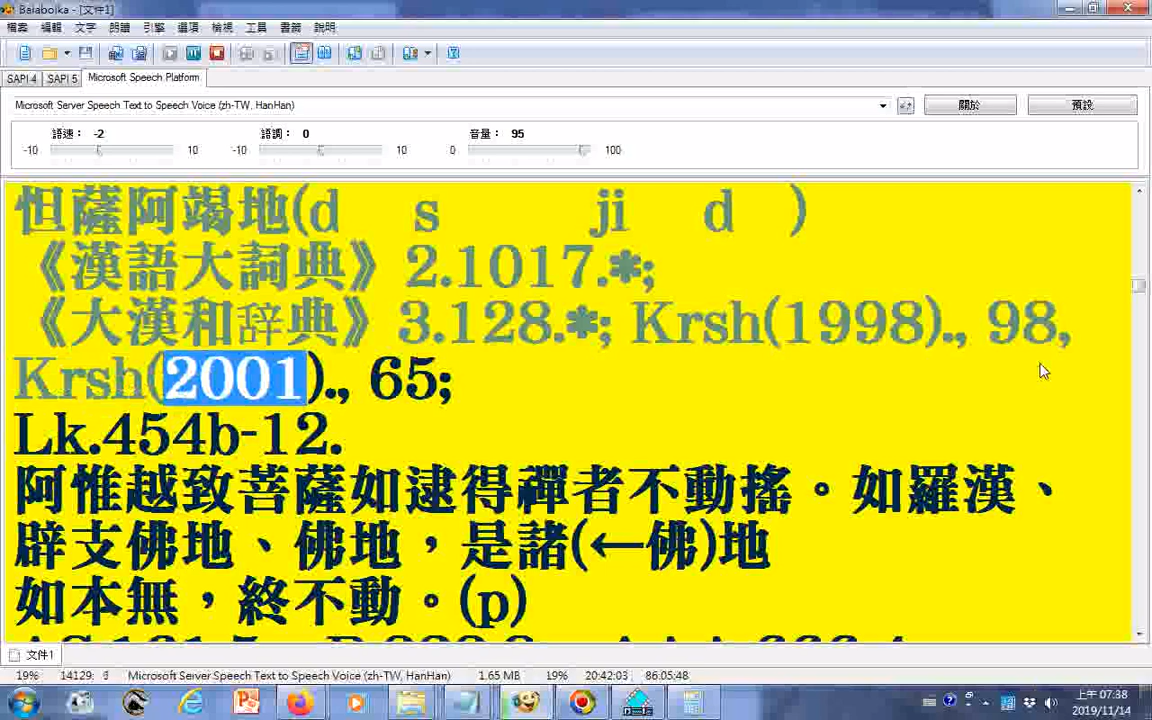 Balabolka - [文件1]
檔案 編輯 文字 朗讀 引擎 選項 檢視 工具 書籤 說明
SAPI 4 SAPI 5 Microsoft Speech Platform
Microsoft Server Speech Text to Speech Voice (zh-TW, HanHan) 關於 預設
語速： -2 語調： 0 音量： 95
-10 10 -10 10 0 100
怛薩阿竭地(d s ji d )
《漢語大詞典》 2.1017.*;
《大漢和辞典》 3.128.*; Krsh(1998)., 98,
Krsh(2001)., 65;
Lk.454b-12.
阿惟越致菩薩如逮得禪者不動搖。如羅漢、
辟支佛地、佛地，是諸(←佛)地
如本無，終不動。(p)
文件1
19% 14129: 6 Microsoft Server Speech Text to Speech Voice (zh-TW, HanHan) 1.65 MB 19% 20:42:03 86:05:48
上午 07:38
2019/11/14